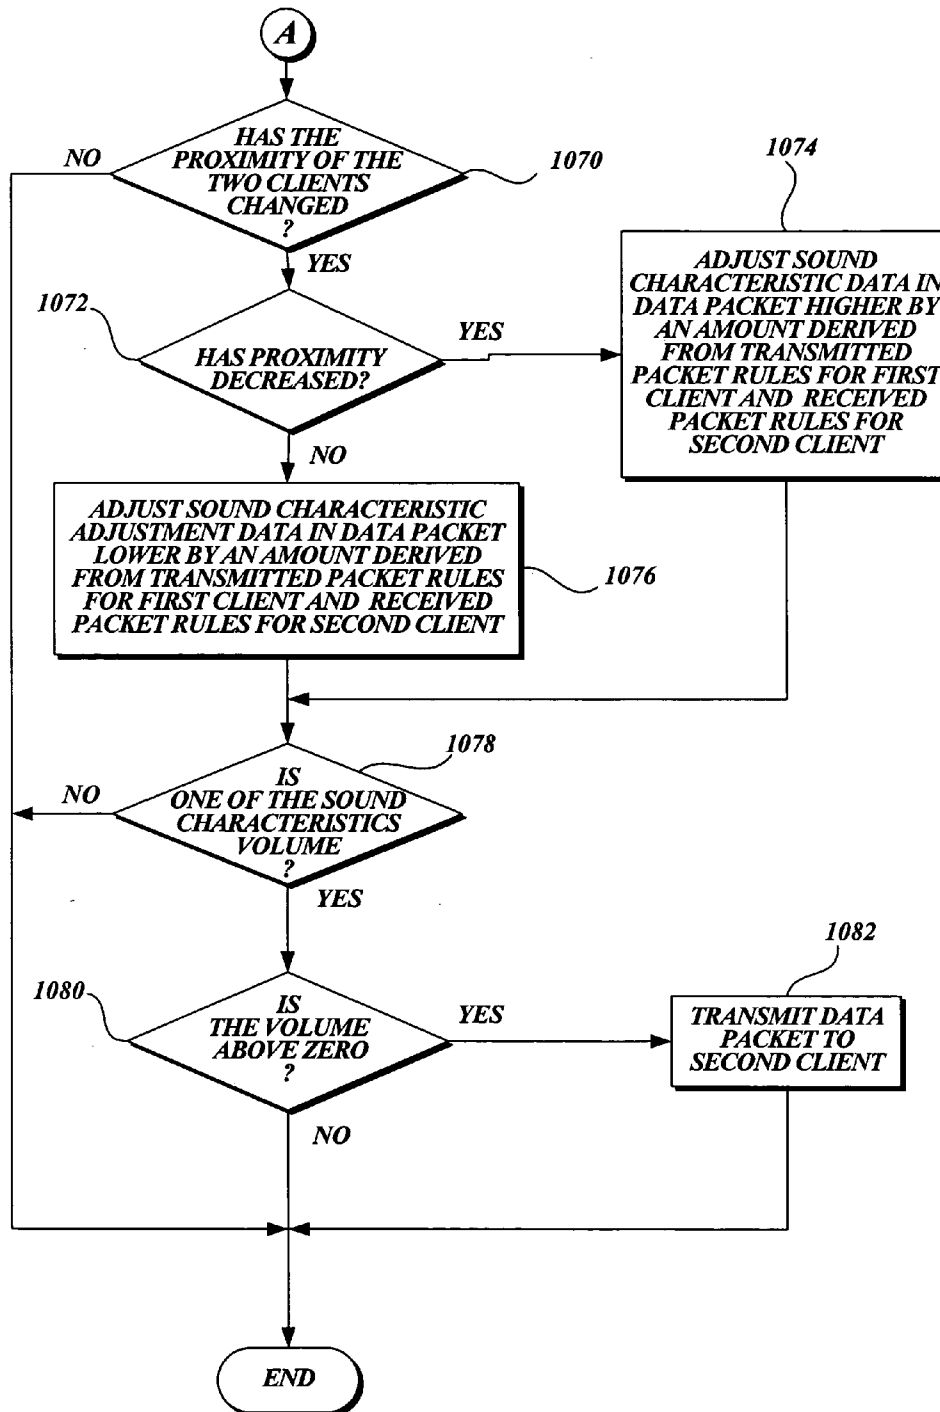 A
HAS THE
PROXIMITY OF THE
TWO CLIENTS
CHANGED
?
NO
1070
YES
1072
HAS PROXIMITY
DECREASED?
YES
1074
ADJUST SOUND
CHARACTERISTIC DATA IN
DATA PACKET HIGHER BY
AN AMOUNT DERIVED
FROM TRANSMITTED
PACKET RULES FOR FIRST
CLIENT AND RECEIVED
PACKET RULES FOR
SECOND CLIENT
NO
ADJUST SOUND CHARACTERISTIC
ADJUSTMENT DATA IN DATA PACKET
LOWER BY AN AMOUNT DERIVED
FROM TRANSMITTED PACKET RULES
FOR FIRST CLIENT AND RECEIVED
PACKET RULES FOR SECOND CLIENT
1076
1078
NO
IS
ONE OF THE SOUND
CHARACTERISTICS
VOLUME
?
YES
1080
IS
THE VOLUME
ABOVE ZERO
?
YES
1082
TRANSMIT DATA
PACKET TO
SECOND CLIENT
NO
END